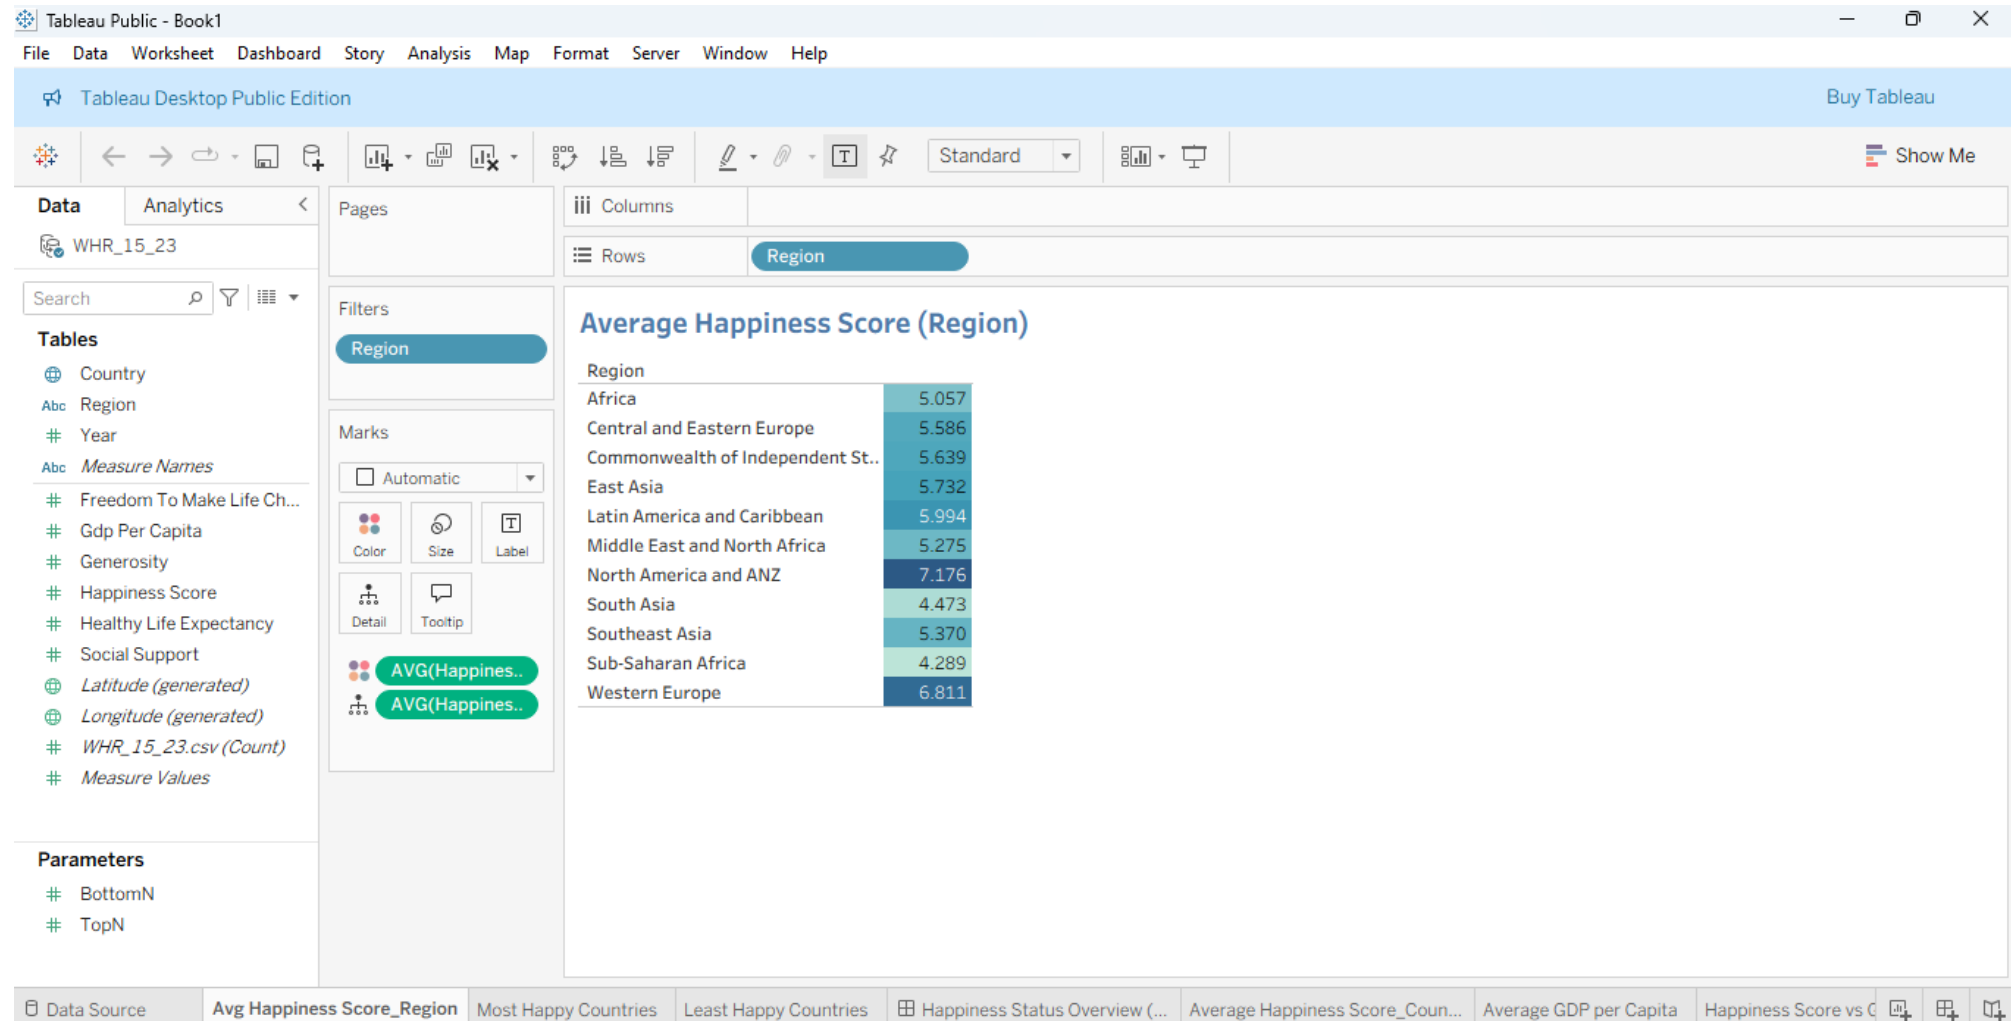 Tableau Public - Book1
File Data Worksheet Dashboard Story Analysis Map Format Server Window Help
Tableau Desktop Public Edition
Buy Tableau
T
Standard
Show Me
Data
Analytics
WHR_15_23
Search
Tables
Country
Abc Region
# Year
Abc Measure Names
# Freedom To Make Life Ch...
# Gdp Per Capita
# Generosity
# Happiness Score
# Healthy Life Expectancy
# Social Support
Latitude (generated)
Longitude (generated)
# WHR_15_23.csv (Count)
# Measure Values
Parameters
# BottomN
# TopN
Pages
Filters
Region
Marks
Automatic
Color
Size
T
Label
Detail
Tooltip
AVG(Happines..
AVG(Happines..
iii Columns
Rows
Region
Average Happiness Score (Region)
Region
Africa 5.057
Central and Eastern Europe 5.586
Commonwealth of Independent St.. 5.639
East Asia 5.732
Latin America and Caribbean 5.994
Middle East and North Africa 5.275
North America and ANZ 7.176
South Asia 4.473
Southeast Asia 5.370
Sub-Saharan Africa 4.289
Western Europe 6.811
Data Source
Avg Happiness Score_Region
Most Happy Countries
Least Happy Countries
Happiness Status Overview (...
Average Happiness Score_Coun...
Average GDP per Capita
Happiness Score vs G